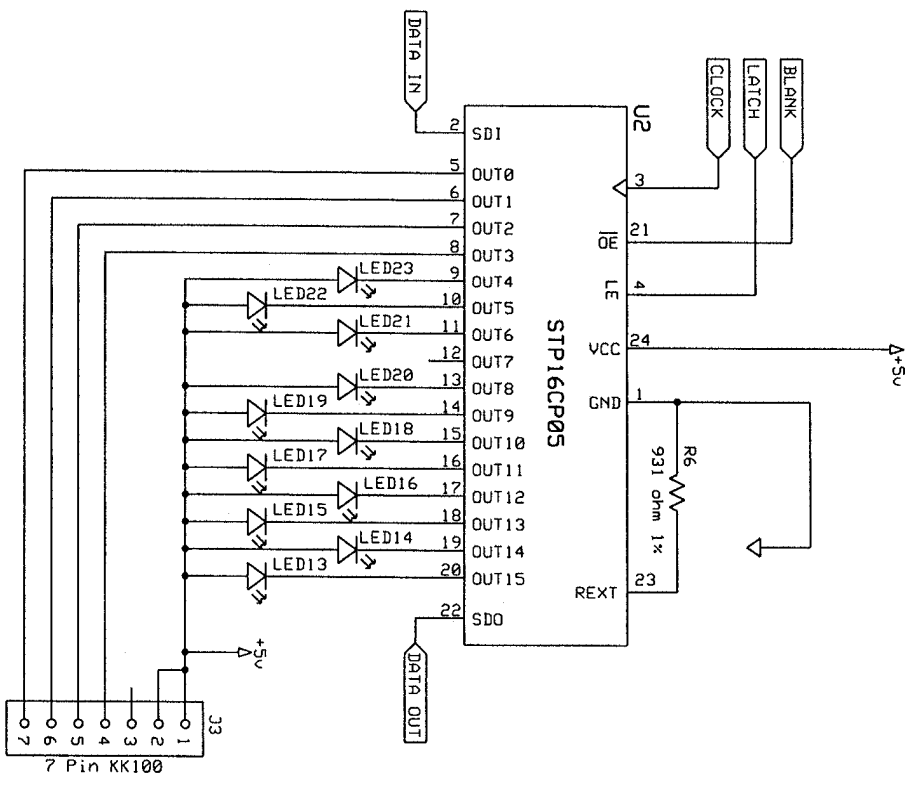 DATA IN
CLOCK
LATCH
BLANK
U2
2 SDI
5 OUT0
6 OUT1
7 OUT2
8 OUT3
LED23 9 OUT4
LED22 10 OUT5
LED21 11 OUT6
12 OUT7
LED20 13 OUT8
LED19 14 OUT9
LED18 15 OUT10
LED17 16 OUT11
LED16 17 OUT12
LED15 18 OUT13
LED14 19 OUT14
LED13 20 OUT15
22 SDO
STP16CP05
3
OE 21
LE 4
VCC 24
+5v
GND 1
R6
931 ohm 1%
REXT 23
DATA OUT
+5v
J3
7 6 5 4 3 2 1
7 Pin KK100